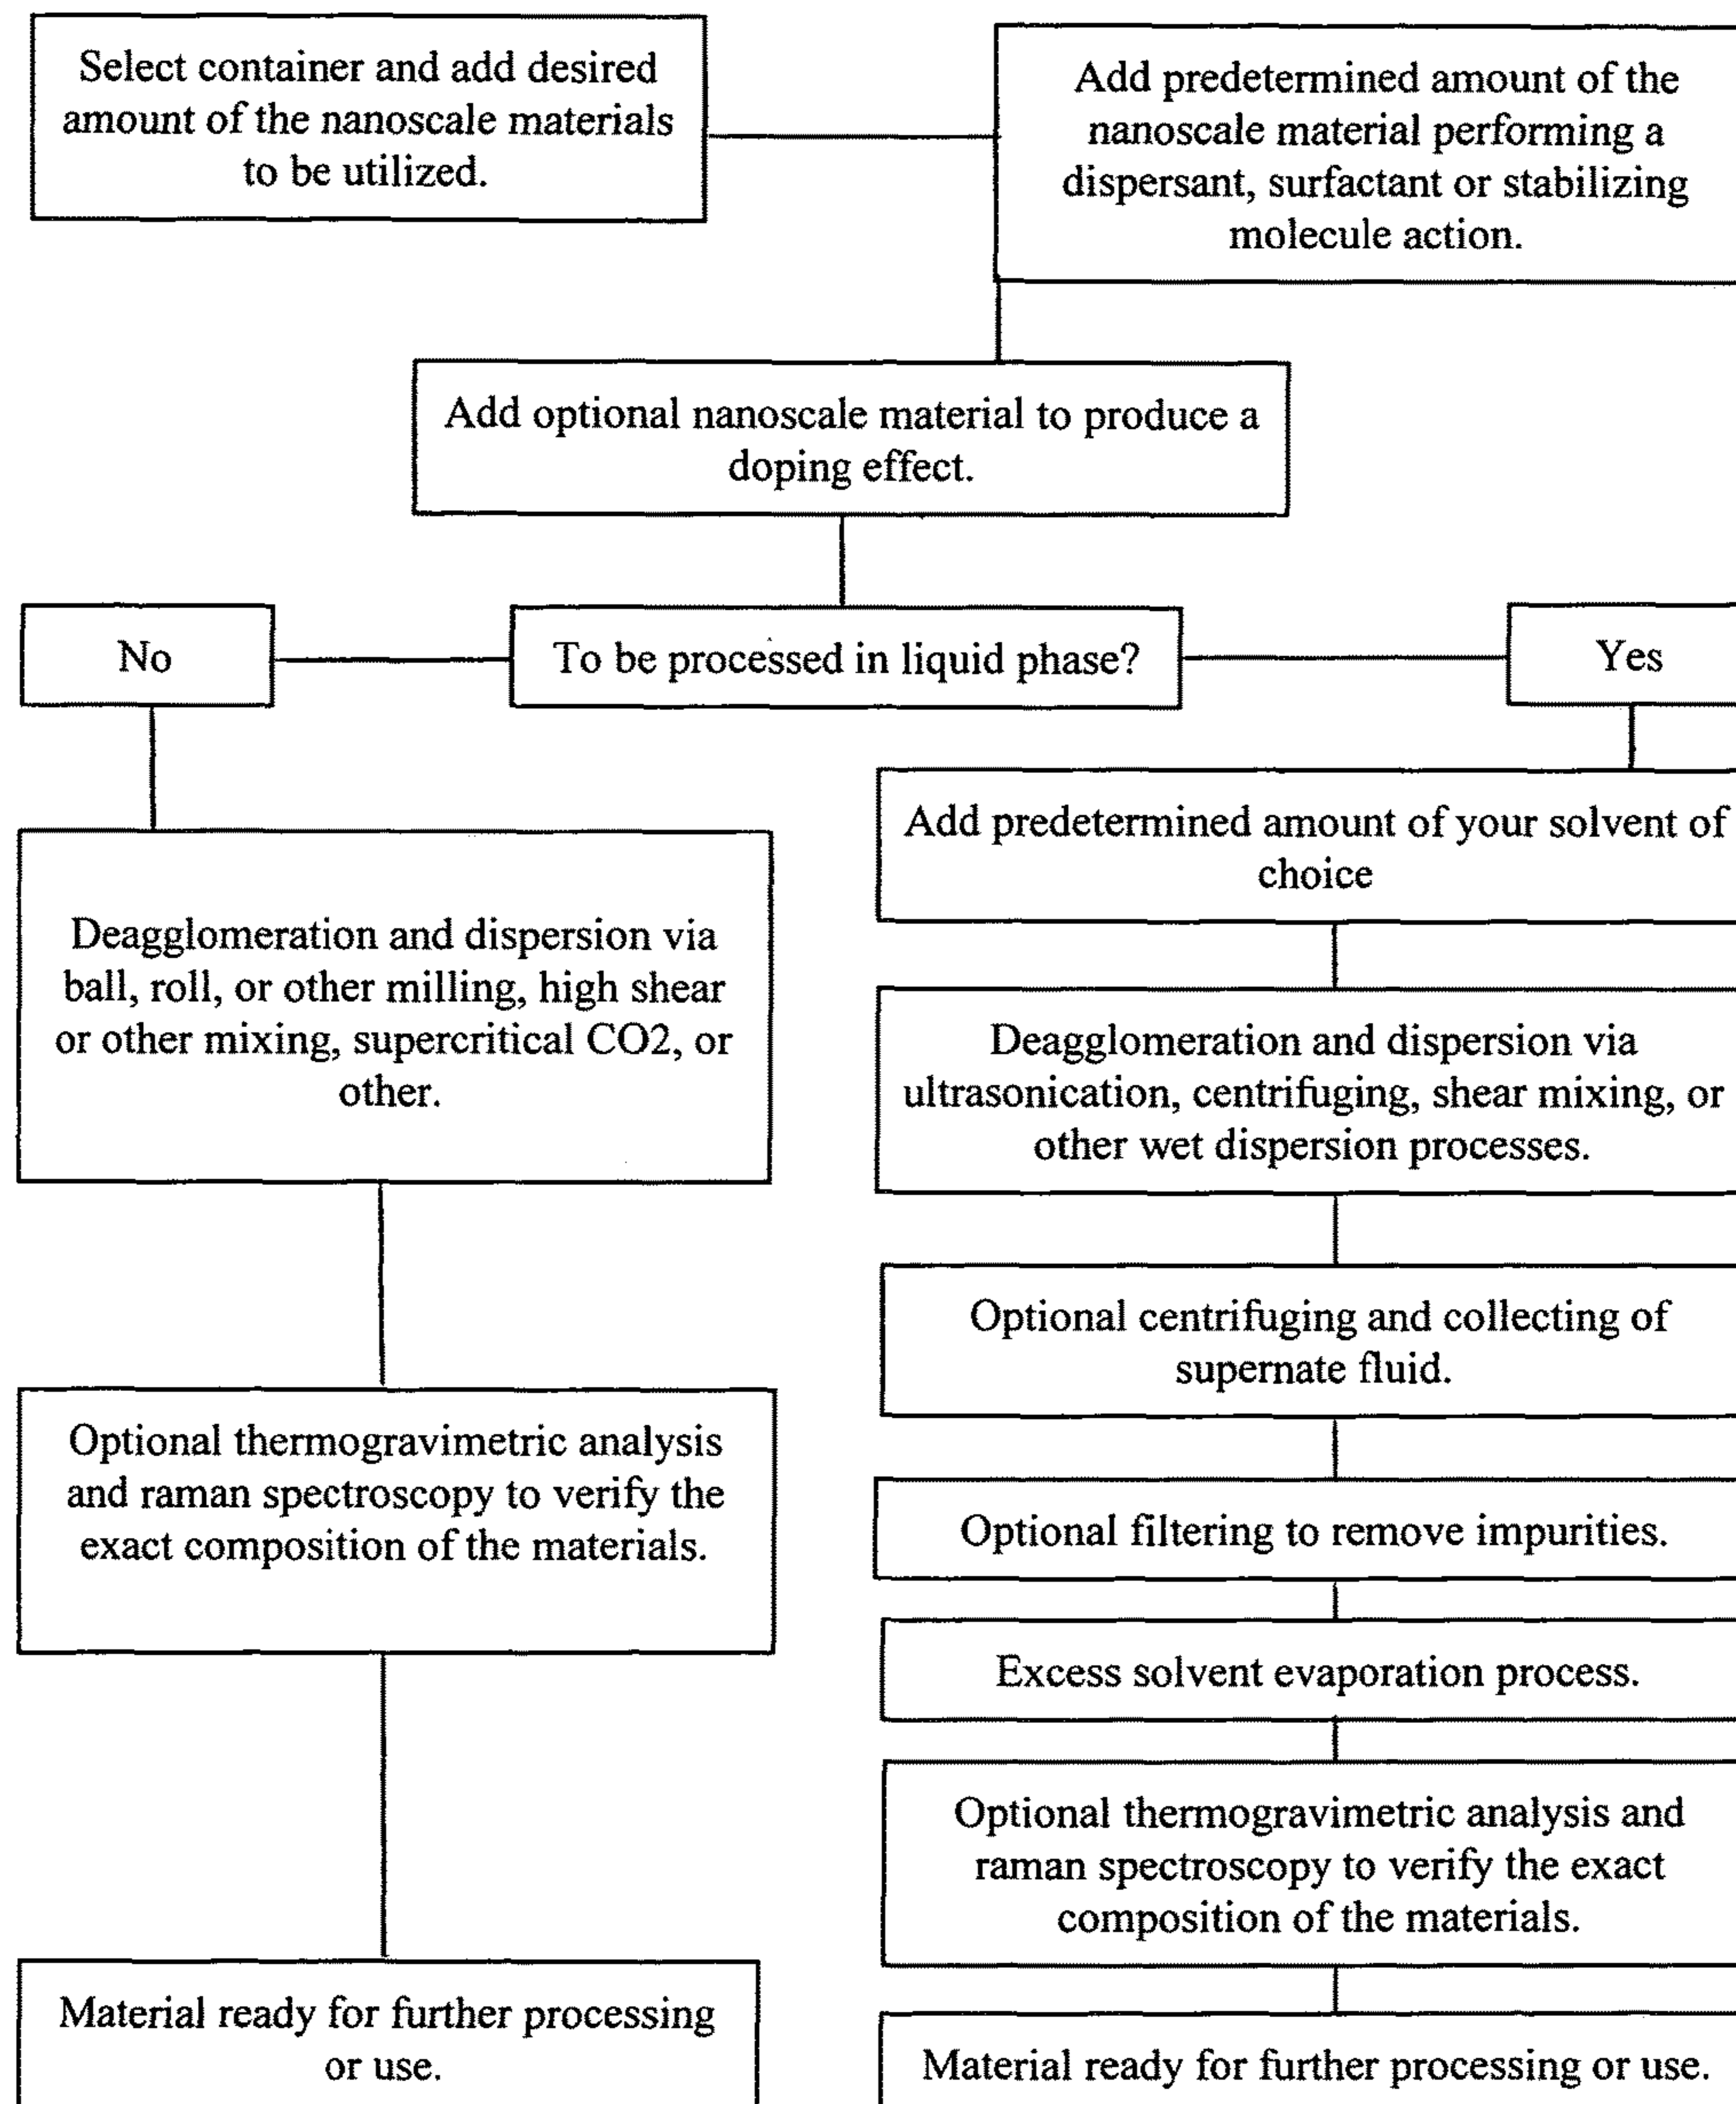 Select container and add desired
amount of the nanoscale materials
to be utilized.
Add predetermined amount of the
nanoscale material performing a
dispersant, surfactant or stabilizing
molecule action.
Add optional nanoscale material to produce a
doping effect.
No
To be processed in liquid phase?
Yes
Deagglomeration and dispersion via
ball, roll, or other milling, high shear
or other mixing, supercritical CO2, or
other.
Optional thermogravimetric analysis
and raman spectroscopy to verify the
exact composition of the materials.
Material ready for further processing
or use.
Add predetermined amount of your solvent of
choice
Deagglomeration and dispersion via
ultrasonication, centrifuging, shear mixing, or
other wet dispersion processes.
Optional centrifuging and collecting of
supernate fluid.
Optional filtering to remove impurities.
Excess solvent evaporation process.
Optional thermogravimetric analysis and
raman spectroscopy to verify the exact
composition of the materials.
Material ready for further processing or use.